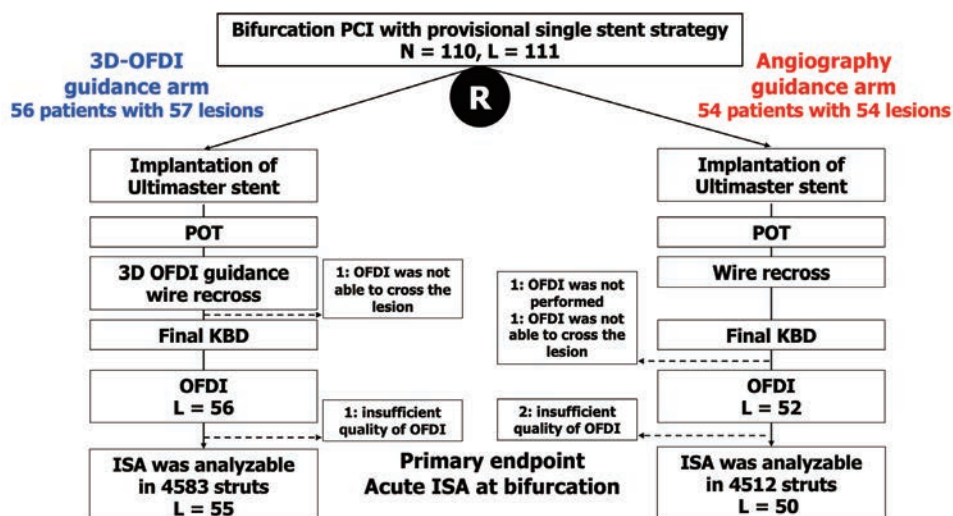 Bifurcation PCI with provisional single stent strategy
N = 110, L = 111
3D-OFDI
guidance arm
56 patients with 57 lesions
R
Angiography
guidance arm
54 patients with 54 lesions
Implantation of
Ultimaster stent
POT
3D OFDI guidance
wire recross
1: OFDI was not
able to cross the
lesion
Final KBD
OFDI
L = 56
1: insufficient
quality of OFDI
ISA was analyzable
in 4583 struts
L = 55
Implantation of
Ultimaster stent
POT
Wire recross
1: OFDI was not
performed
1: OFDI was not
able to cross the
lesion
Final KBD
OFDI
L = 52
2: insufficient
quality of OFDI
ISA was analyzable
in 4512 struts
L = 50
Primary endpoint
Acute ISA at bifurcation